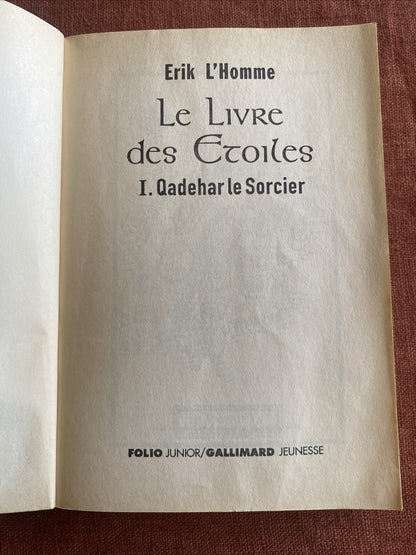 Erik L'Homme
Le Livre
des Etoiles
I. Qadehar le Sorcier
FOLIO JUNIOR/GALLIMARD JEUNESSE